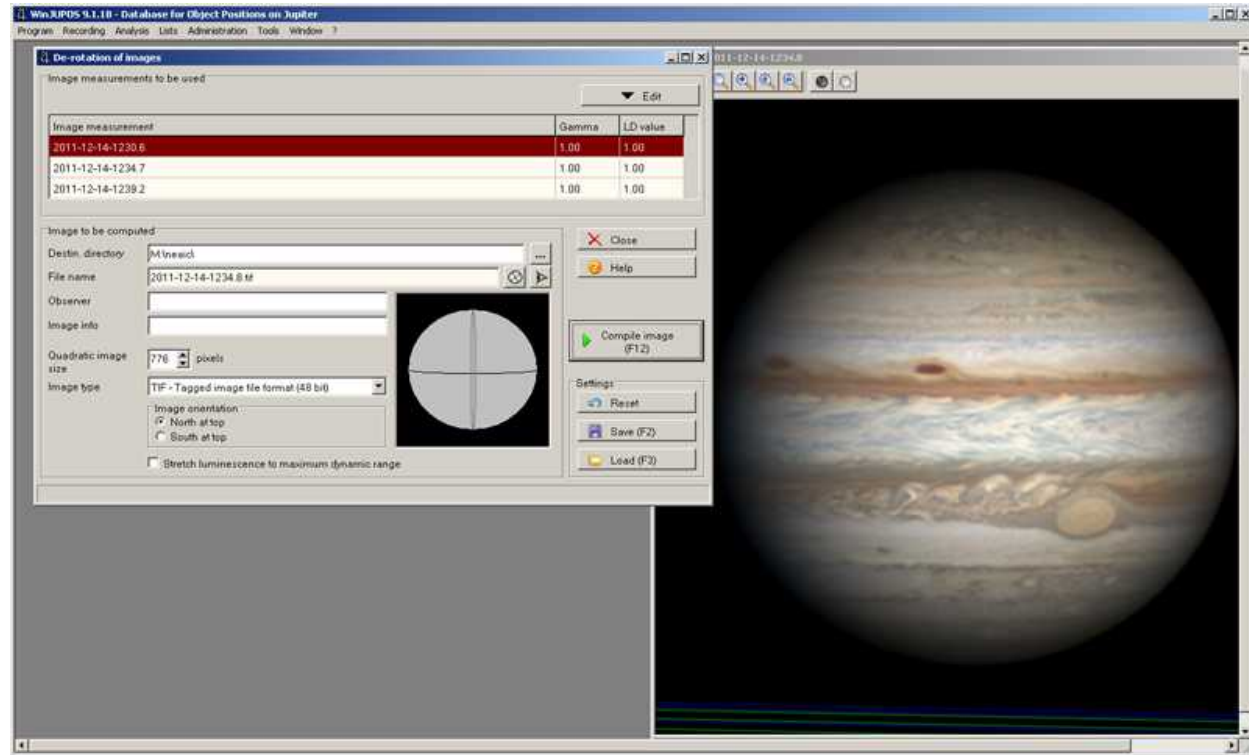 WinJUPOS 9.1.18 - Database for Object Positions on Jupiter
Program Recording Analysis Lists Administration Tools Window ?
De-rotation of images
2011-12-14-1234.8
Image measurements to be used
Edit
Image measurement Gamma LD value
2011-12-14-1230.6 1.00 1.00
2011-12-14-1234.7 1.00 1.00
2011-12-14-1239.2 1.00 1.00
Image to be computed
Destin. directory ...
File name 2011-12-14-1234.8.tif
Observer
Image info
Quadratic image size 776 pixels
Image type TIF - Tagged image file format (48 bit)
Image orientation
North at top
South at top
Stretch luminescence to maximum dynamic range
Close
Help
Compile image
(F12)
Settings
Reset
Save (F2)
Load (F3)